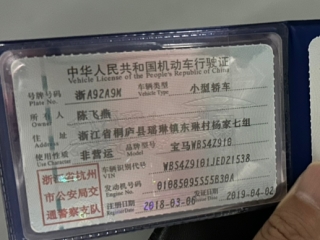 中华人民共和国机动车行驶证
Vehicle License of the People's Republic of China
号牌号码 浙A92A9N 车辆类型 小型轿车
Plate No. Vehicle Type
所有人 陈飞燕
Owner
住址 浙江省桐庐县瑶琳镇东琳村杨家七组
Address
使用性质 非营运 品牌型号 宝马WBS4Z910
Use Character Model
浙江省杭州市公安局交通警察支队
车辆识别代号 WBS4Z9101JED21538
VIN
发动机号码 01085095555B30A
Engine No.
注册日期 2018-03-06 发证日期 2019-04-02